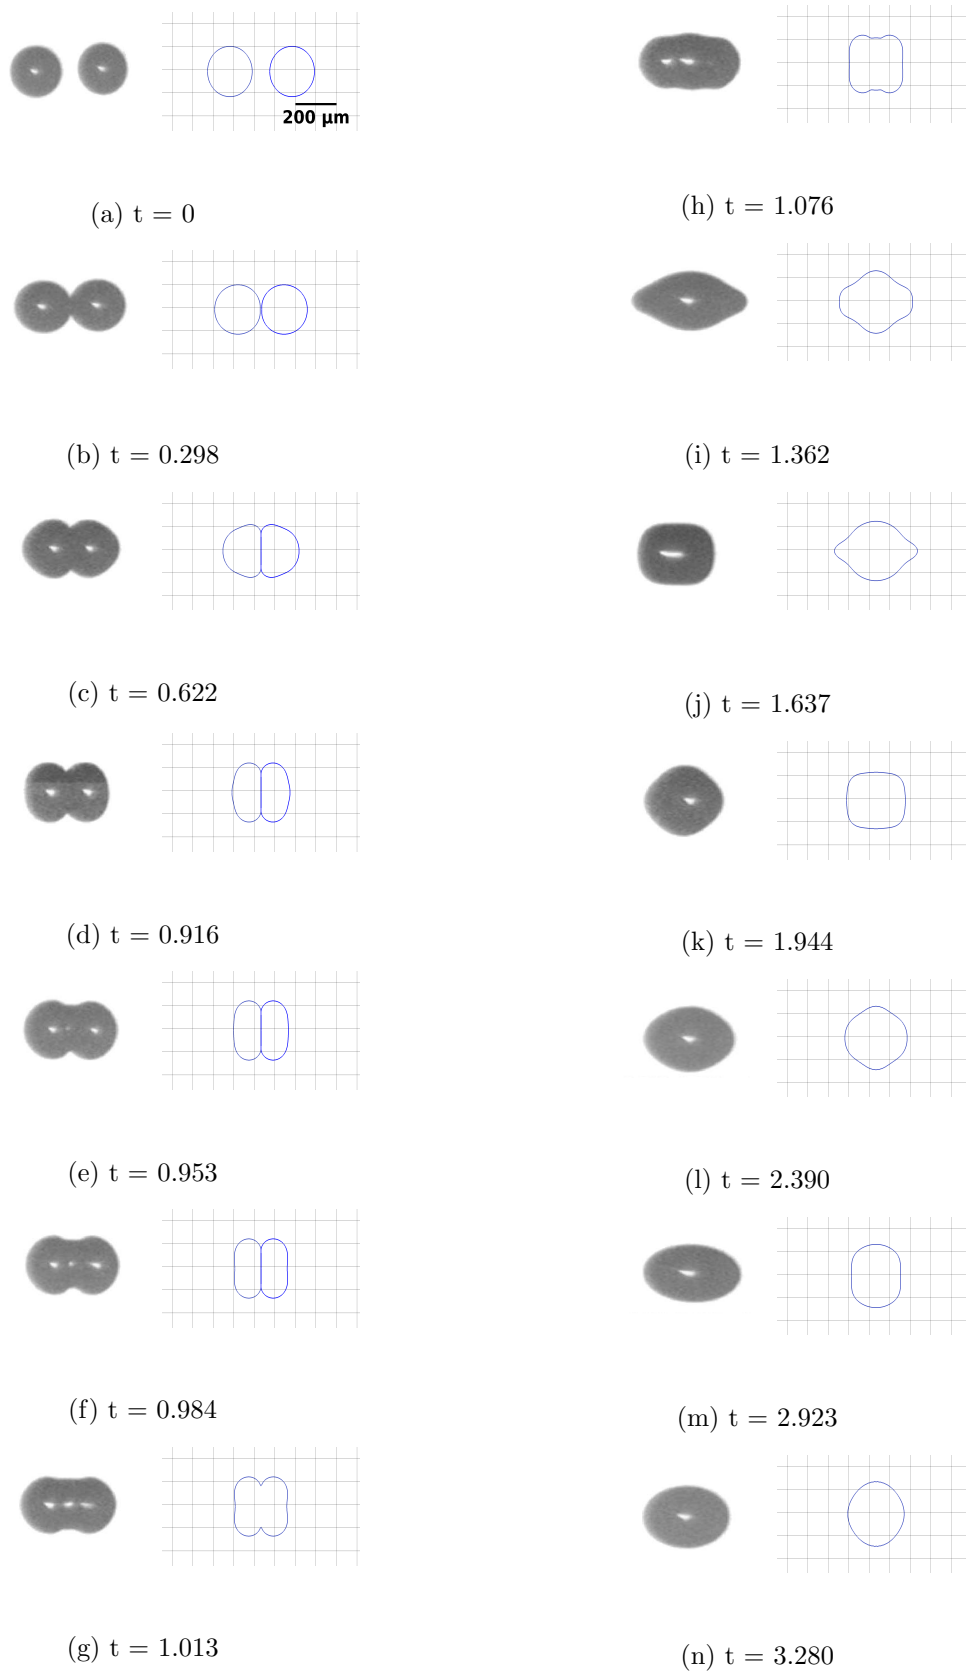 200 μm
(a) t = 0
(b) t = 0.298
(c) t = 0.622
(d) t = 0.916
(e) t = 0.953
(f) t = 0.984
(g) t = 1.013
(h) t = 1.076
(i) t = 1.362
(j) t = 1.637
(k) t = 1.944
(l) t = 2.390
(m) t = 2.923
(n) t = 3.280